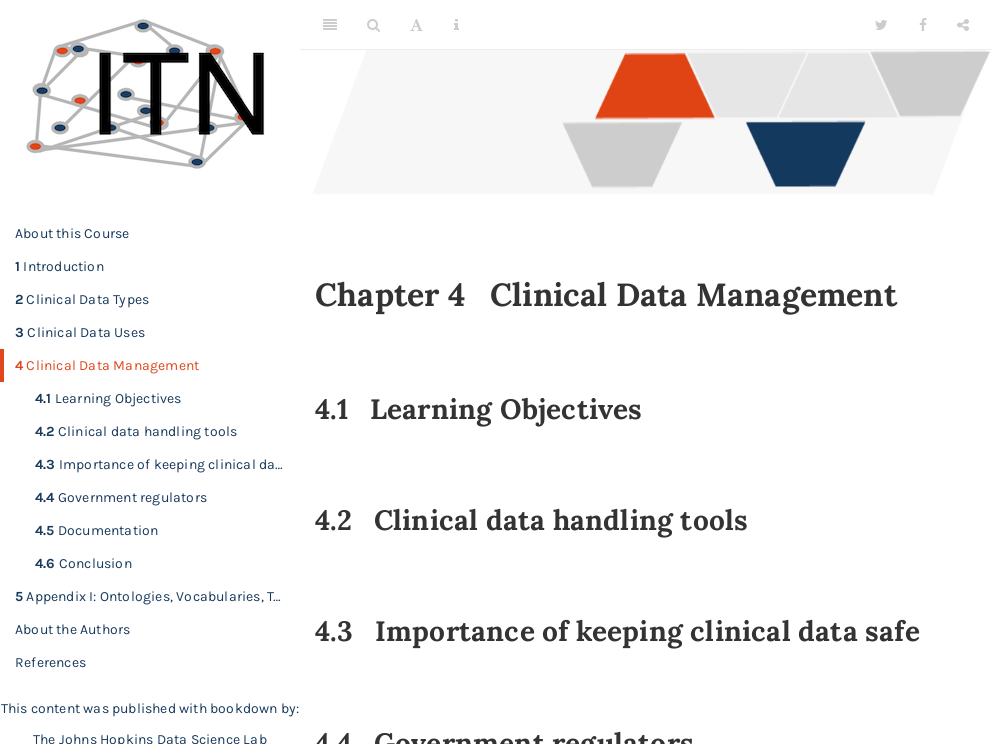 ITN
About this Course
1 Introduction
2 Clinical Data Types
3 Clinical Data Uses
4 Clinical Data Management
4.1 Learning Objectives
4.2 Clinical data handling tools
4.3 Importance of keeping clinical da...
4.4 Government regulators
4.5 Documentation
4.6 Conclusion
5 Appendix I: Ontologies, Vocabularies, T...
About the Authors
References
This content was published with bookdown by:
The Johns Hopkins Data Science Lab
Chapter 4 Clinical Data Management
4.1 Learning Objectives
4.2 Clinical data handling tools
4.3 Importance of keeping clinical data safe
4.4 Government regulators